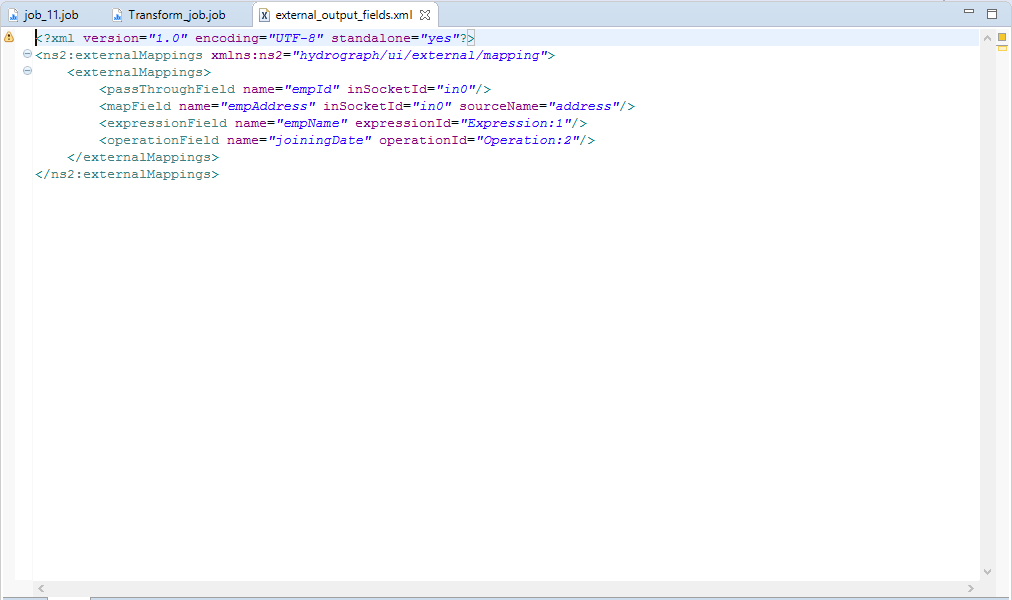 job_11.job Transform_job.job external_output_fields.xml
<?xml version="1.0" encoding="UTF-8" standalone="yes"?>
<ns2:externalMappings xmlns:ns2="hydrograph/ui/external/mapping">
    <externalMappings>
        <passThroughField name="empId" inSocketId="in0"/>
        <mapField name="empAddress" inSocketId="in0" sourceName="address"/>
        <expressionField name="empName" expressionId="Expression:1"/>
        <operationField name="joiningDate" operationId="Operation:2"/>
    </externalMappings>
</ns2:externalMappings>